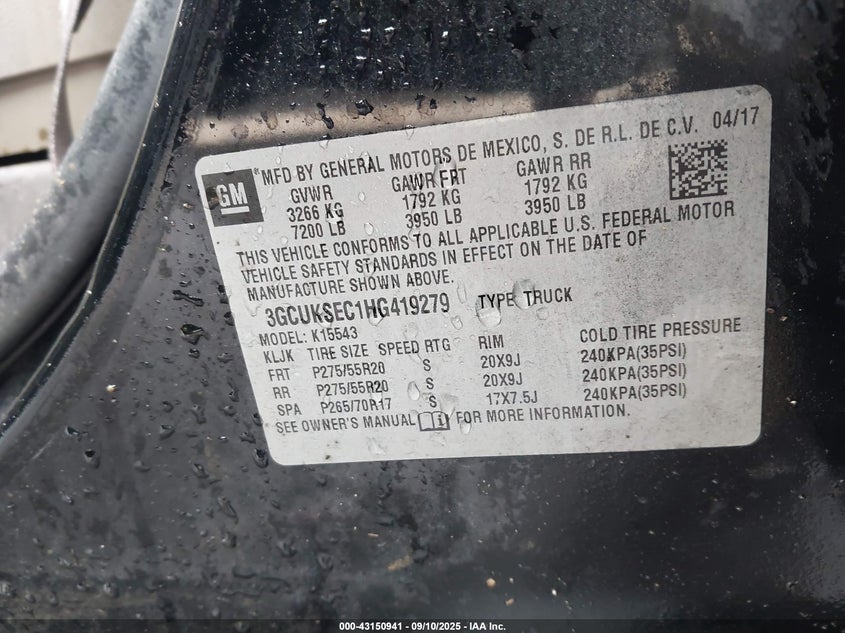 MFD BY GENERAL MOTORS DE MEXICO, S. DE R.L. DE C.V. 04/17
GM
GVWR GAWR FRT GAWR RR
3266 KG 1792 KG 1792 KG
7200 LB 3950 LB 3950 LB
THIS VEHICLE CONFORMS TO ALL APPLICABLE U.S. FEDERAL MOTOR
VEHICLE SAFETY STANDARDS IN EFFECT ON THE DATE OF
MANUFACTURE SHOWN ABOVE.
3GCUKSEC1HG419279 TYPE TRUCK
MODEL: K15543
KLJK TIRE SIZE SPEED RTG RIM COLD TIRE PRESSURE
FRT P275/55R20 S 20X9J 240KPA(35PSI)
RR P275/55R20 S 20X9J 240KPA(35PSI)
SPA P265/70R17 S 17X7.5J 240KPA(35PSI)
SEE OWNER'S MANUAL FOR MORE INFORMATION.
000-43150941 - 09/10/2025 - IAA Inc.